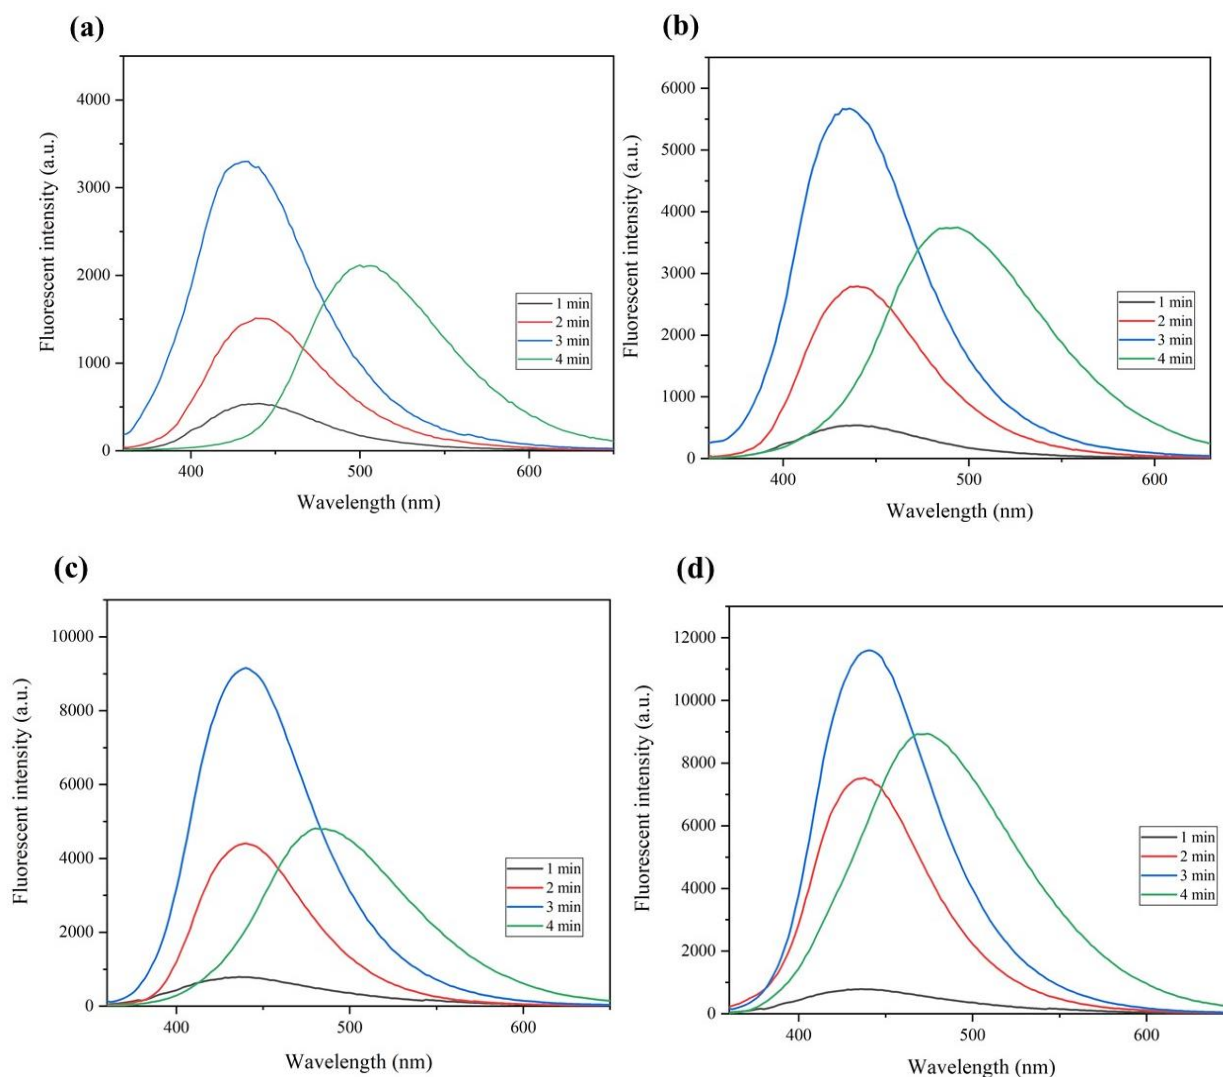 (a)
Fluorescent intensity (a.u.)
4000
3000
2000
1000
0
400
500
600
Wavelength (nm)
1 min
2 min
3 min
4 min
(b)
Fluorescent intensity (a.u.)
6000
5000
4000
3000
2000
1000
0
400
500
600
Wavelength (nm)
1 min
2 min
3 min
4 min
(c)
Fluorescent intensity (a.u.)
10000
8000
6000
4000
2000
0
400
500
600
Wavelength (nm)
1 min
2 min
3 min
4 min
(d)
Fluorescent intensity (a.u.)
12000
10000
8000
6000
4000
2000
0
400
500
600
Wavelength (nm)
1 min
2 min
3 min
4 min